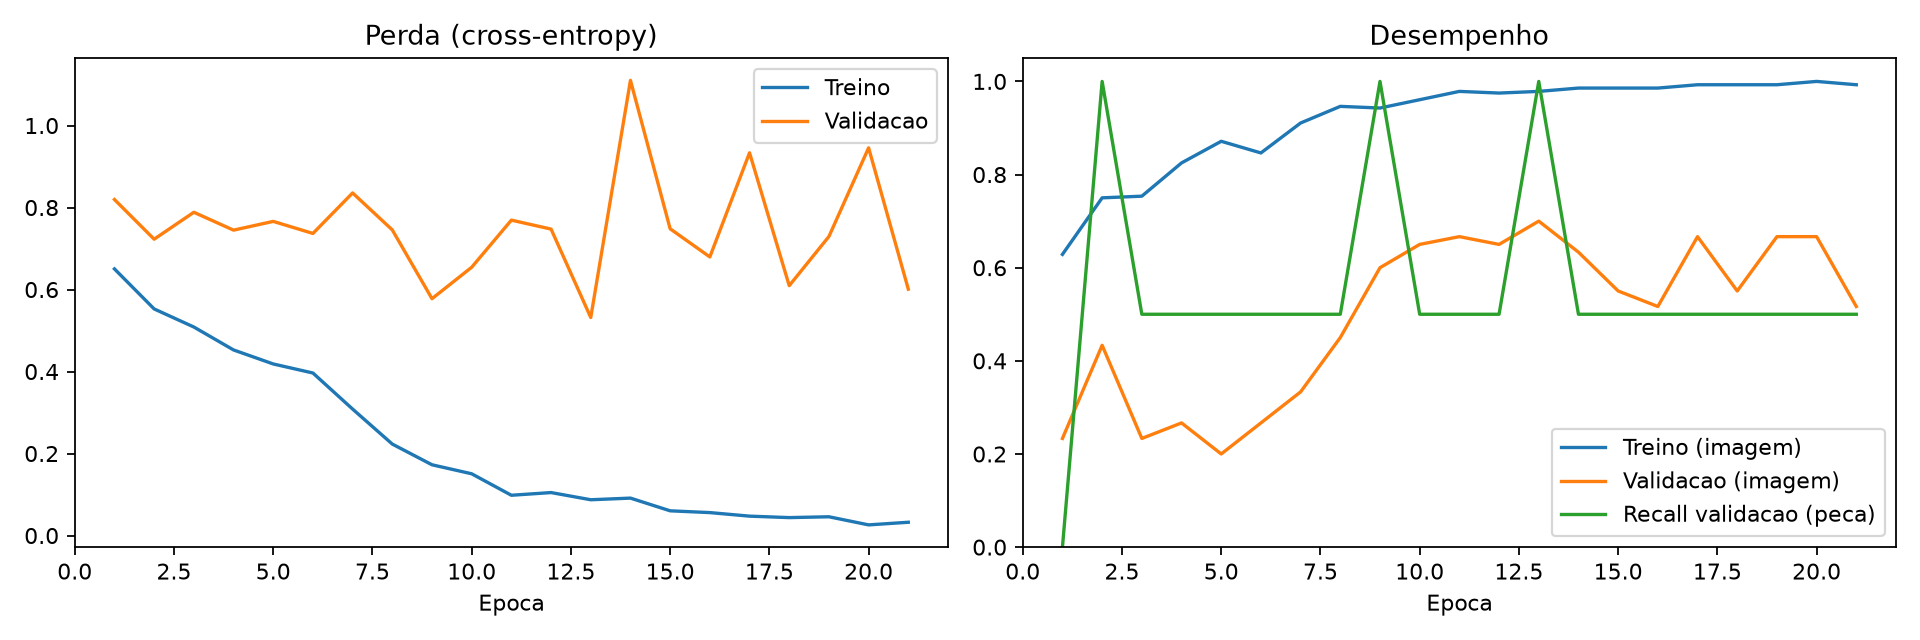 Perda (cross-entropy)
Treino
Validacao
1.0
0.8
0.6
0.4
0.2
0.0
0.0 2.5 5.0 7.5 10.0 12.5 15.0 17.5 20.0
Epoca
Desempenho
1.0
0.8
0.6
0.4
0.2
0.0
Treino (imagem)
Validacao (imagem)
Recall validacao (peca)
0.0 2.5 5.0 7.5 10.0 12.5 15.0 17.5 20.0
Epoca